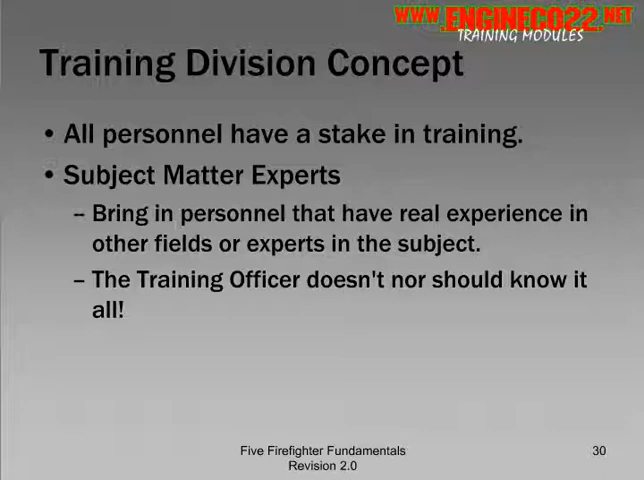 WWW.ENGINECO22.NET
TRAINING MODULES
Training Division Concept
• All personnel have a stake in training.
• Subject Matter Experts
– Bring in personnel that have real experience in
other fields or experts in the subject.
– The Training Officer doesn't nor should know it
all!
Five Firefighter Fundamentals
Revision 2.0
30